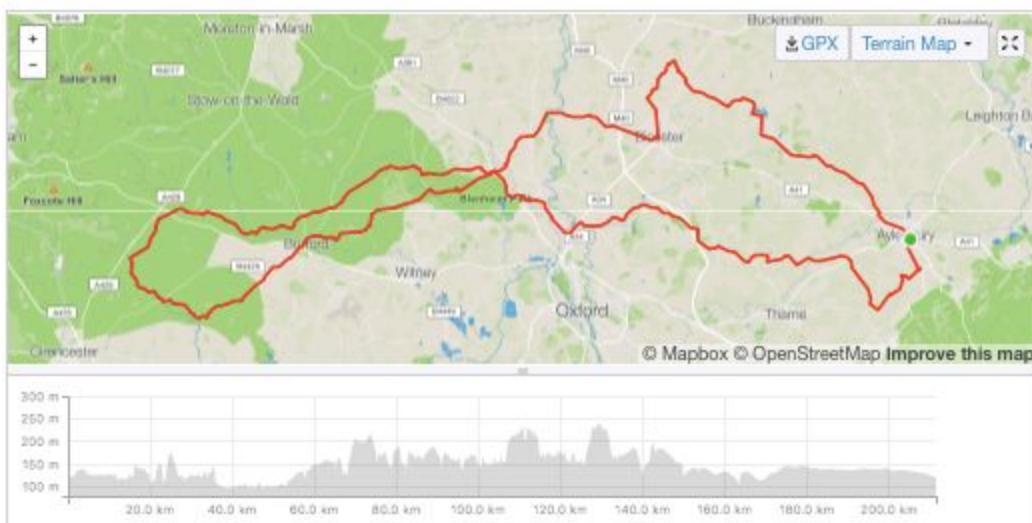 Moreton-in-Marsh
Buckingham
+
−
GPX
Terrain Map
Stow-on-the-Wold
Leighton B
Bicester
A41
Aylesbury
A41
Burford
Witney
Oxford
Thame
Cirencester
© Mapbox © OpenStreetMap Improve this map
300 m
250 m
200 m
150 m
100 m
20.0 km 40.0 km 60.0 km 80.0 km 100.0 km 120.0 km 140.0 km 160.0 km 180.0 km 200.0 km